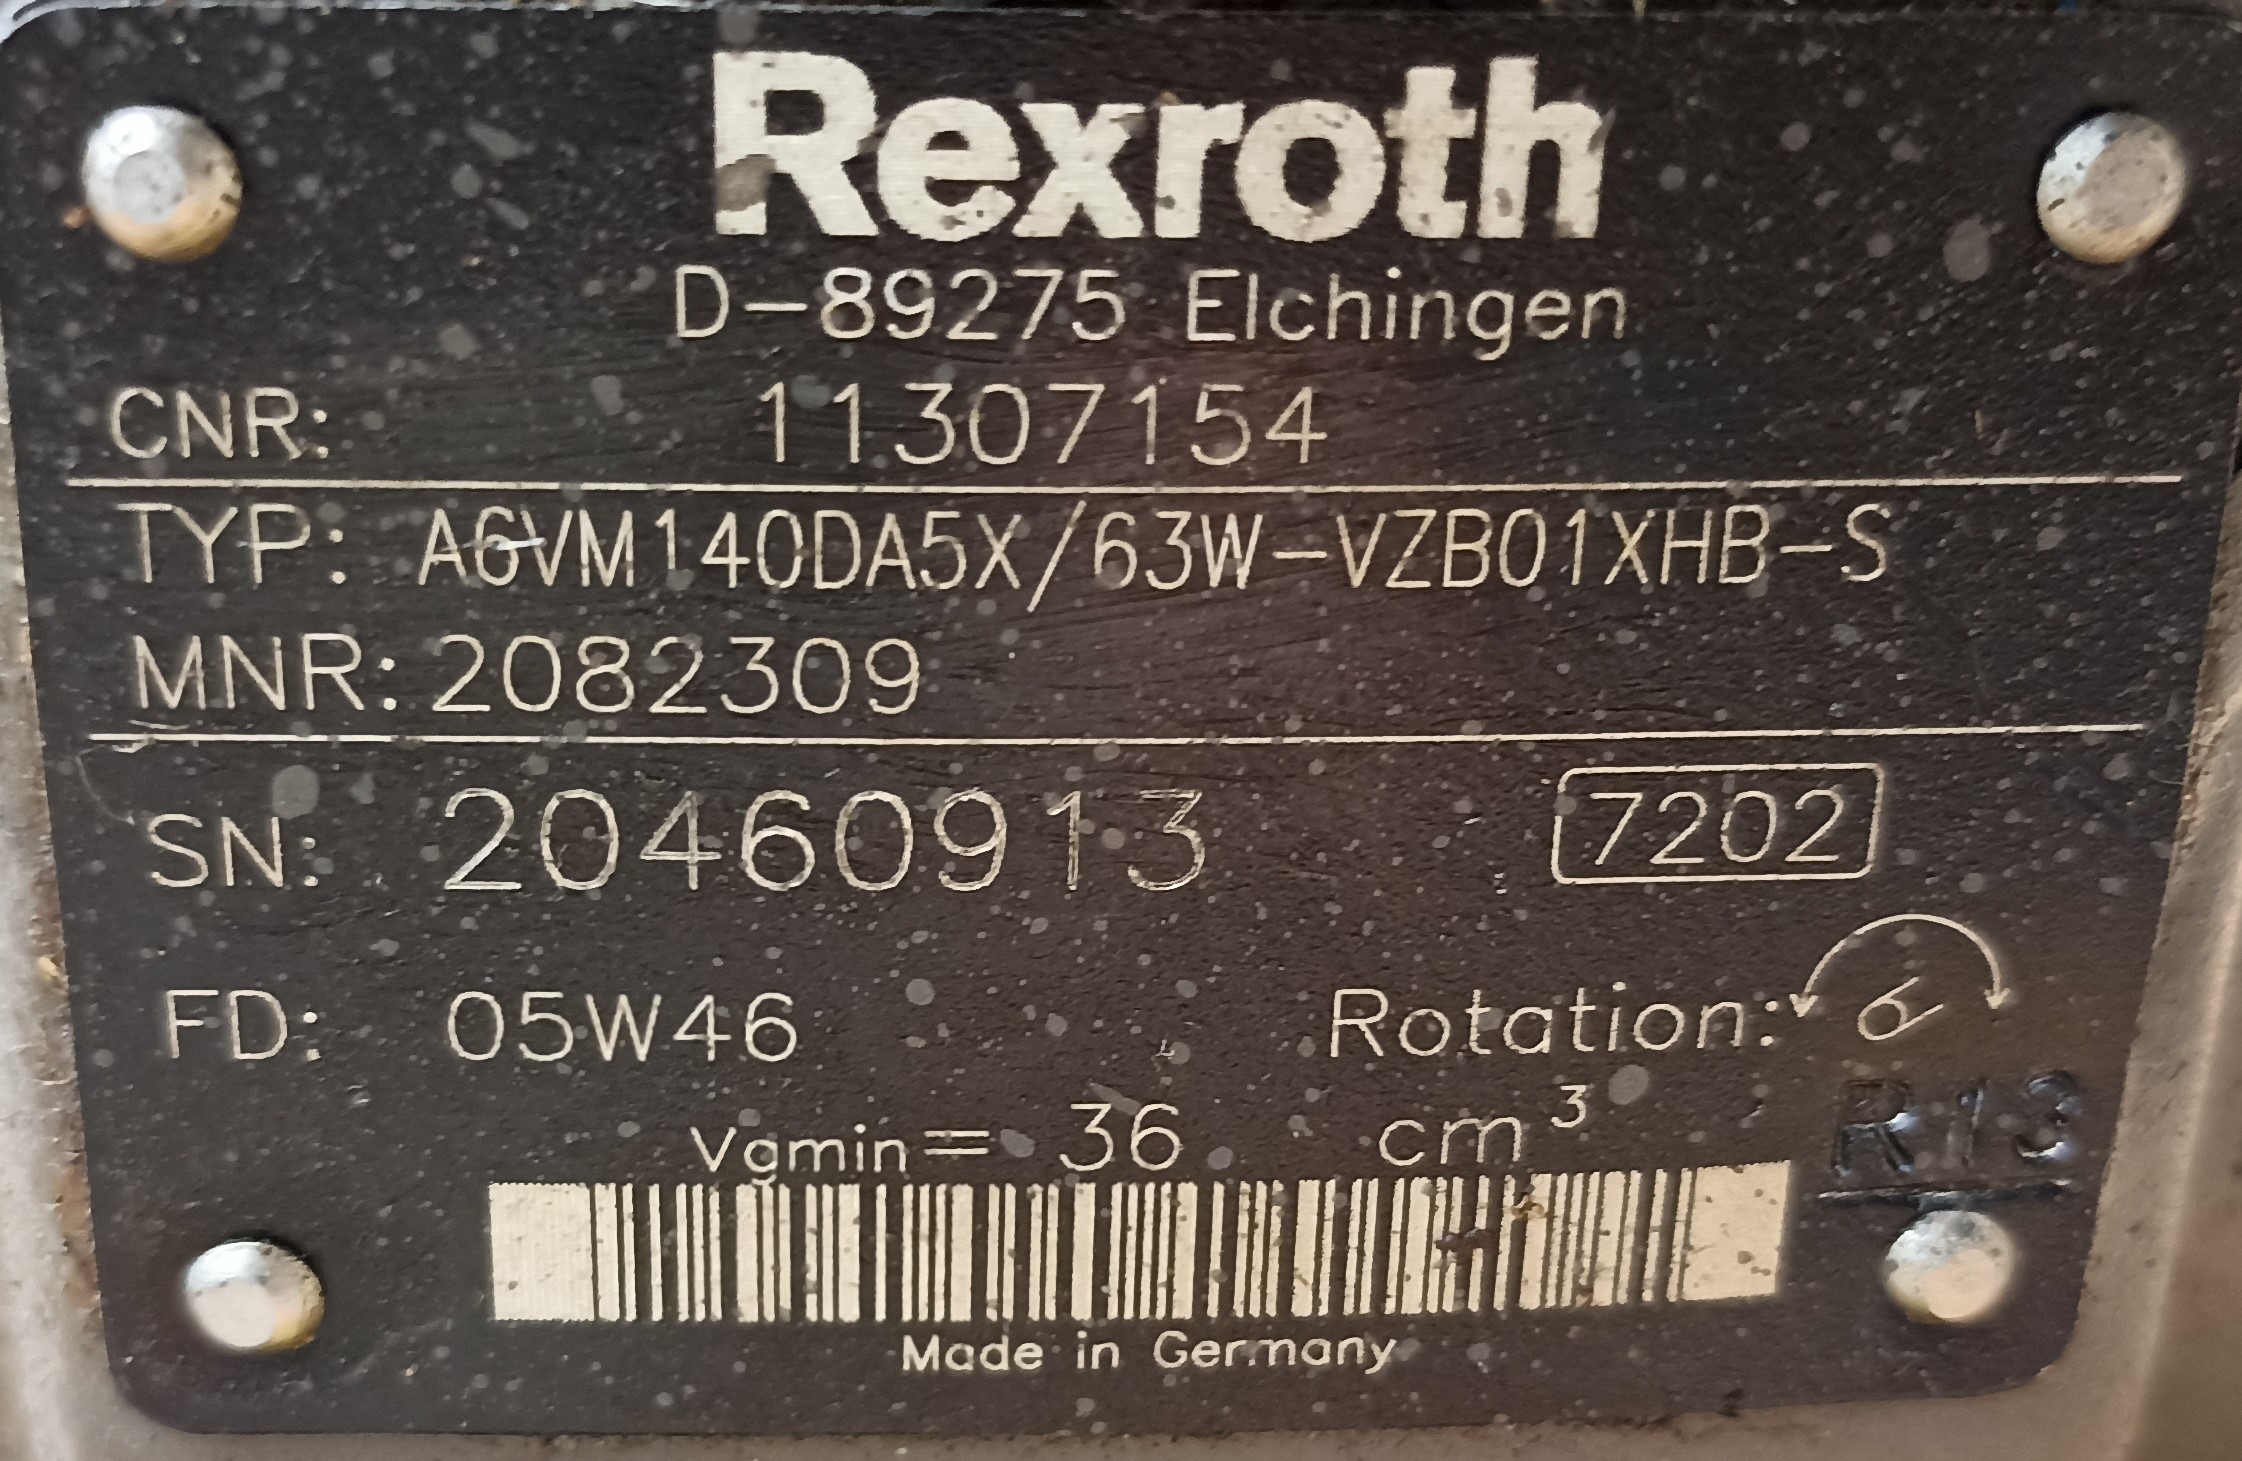 Rexroth
D-89275 Elchingen
CNR: 11307154
TYP: A6VM140DA5X/63W-VZB01XHB-S
MNR: 2082309
SN: 20460913 7202
FD: 05W46 Rotation:
R13
Vgmin= 36 cm³
Made in Germany